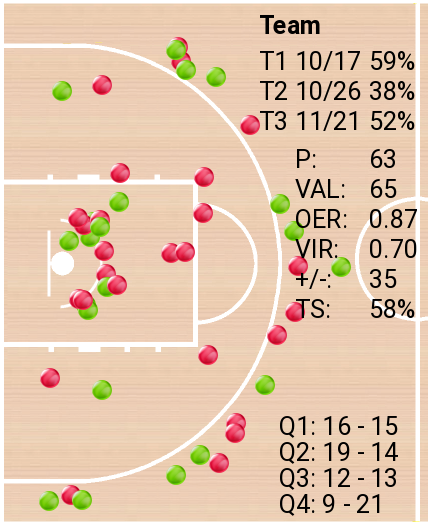 Team
T1 10/17 59%
T2 10/26 38%
T3 11/21 52%
P: 63
VAL: 65
OER: 0.87
VIR: 0.70
+/-: 35
TS: 58%
Q1: 16 - 15
Q2: 19 - 14
Q3: 12 - 13
Q4: 9 - 21